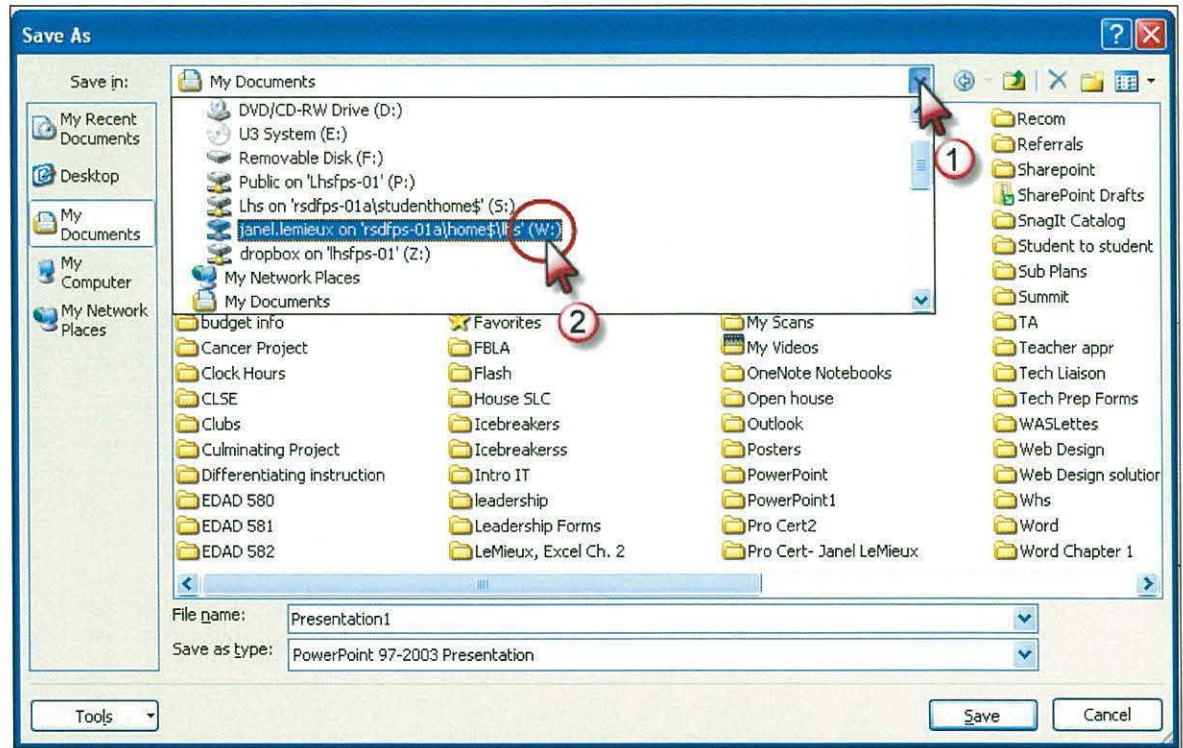 Save As
?
X
Save in:
My Documents
My Recent Documents
Desktop
My Documents
My Computer
My Network Places
DVD/CD-RW Drive (D:)
U3 System (E:)
Removable Disk (F:)
Public on 'Lhsfps-01' (P:)
Lhs on 'rsdfps-01a\studenthome$' (S:)
janel.lemieux on 'rsdfps-01a\home$\lhs' (W:)
dropbox on 'lhsfps-01' (Z:)
My Network Places
My Documents
1
2
budget info
Cancer Project
Clock Hours
CLSE
Clubs
Culminating Project
Differentiating instruction
EDAD 580
EDAD 581
EDAD 582
Favorites
FBLA
Flash
House SLC
Icebreakers
Icebreakerss
Intro IT
leadership
Leadership Forms
LeMieux, Excel Ch. 2
My Scans
My Videos
OneNote Notebooks
Open house
Outlook
Posters
PowerPoint
PowerPoint1
Pro Cert2
Pro Cert- Janel LeMieux
Recom
Referrals
Sharepoint
SharePoint Drafts
SnagIt Catalog
Student to student
Sub Plans
Summit
TA
Teacher appr
Tech Liaison
Tech Prep Forms
WASLettes
Web Design
Web Design solution
Whs
Word
Word Chapter 1
File name:
Presentation1
Save as type:
PowerPoint 97-2003 Presentation
Tools
Save
Cancel